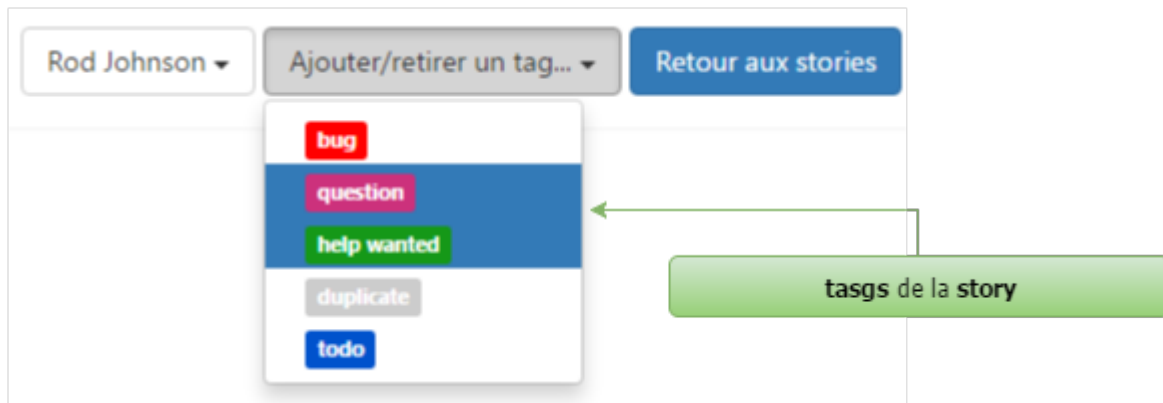 Rod Johnson
Ajouter/retirer un tag...
Retour aux stories
bug
question
help wanted
duplicate
todo
tasgs de la story